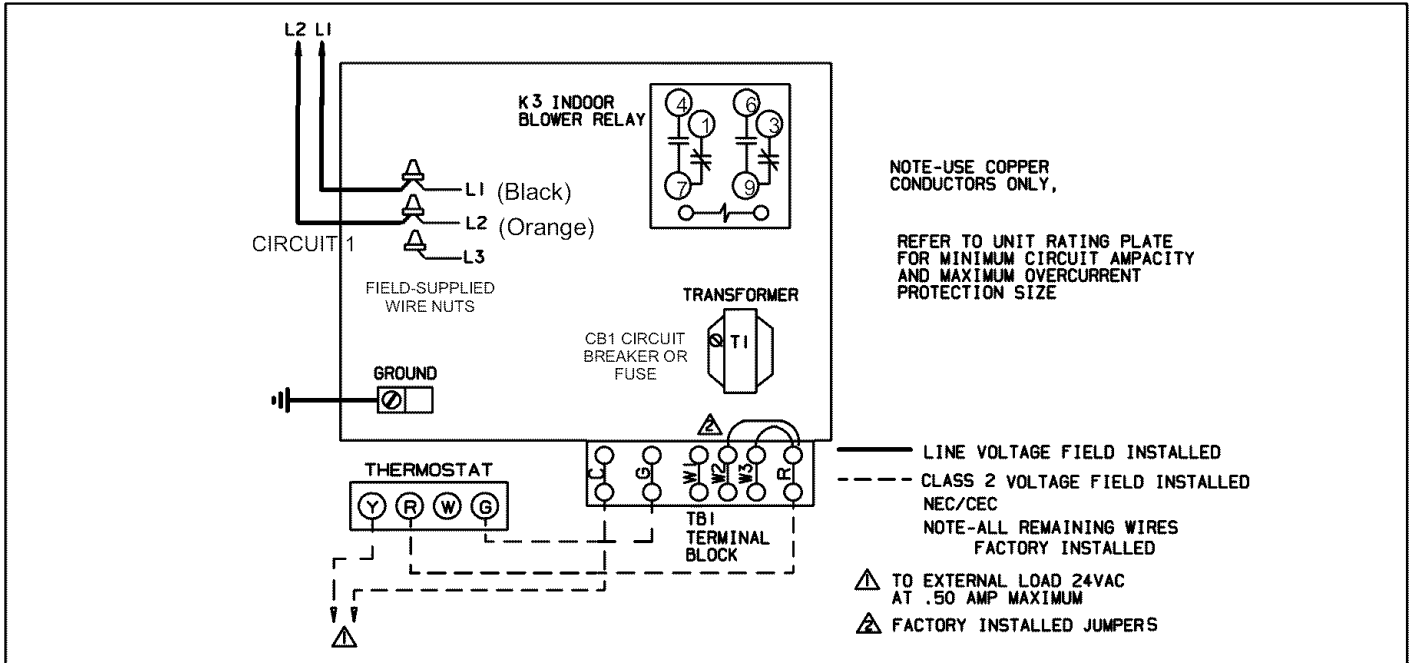 L2 L1
K3 INDOOR
BLOWER RELAY
4
6
1
3
7
9
L1 (Black)
L2 (Orange)
L3
CIRCUIT 1
FIELD-SUPPLIED
WIRE NUTS
NOTE-USE COPPER
CONDUCTORS ONLY,
REFER TO UNIT RATING PLATE
FOR MINIMUM CIRCUIT AMPACITY
AND MAXIMUM OVERCURRENT
PROTECTION SIZE
TRANSFORMER
T1
CB1 CIRCUIT
BREAKER OR
FUSE
GROUND
2
C G W1 W2 W3 R
THERMOSTAT
Y R W G
TB1
TERMINAL
BLOCK
1
LINE VOLTAGE FIELD INSTALLED
CLASS 2 VOLTAGE FIELD INSTALLED
NEC/CEC
NOTE-ALL REMAINING WIRES
FACTORY INSTALLED
1 TO EXTERNAL LOAD 24VAC
AT .50 AMP MAXIMUM
2 FACTORY INSTALLED JUMPERS